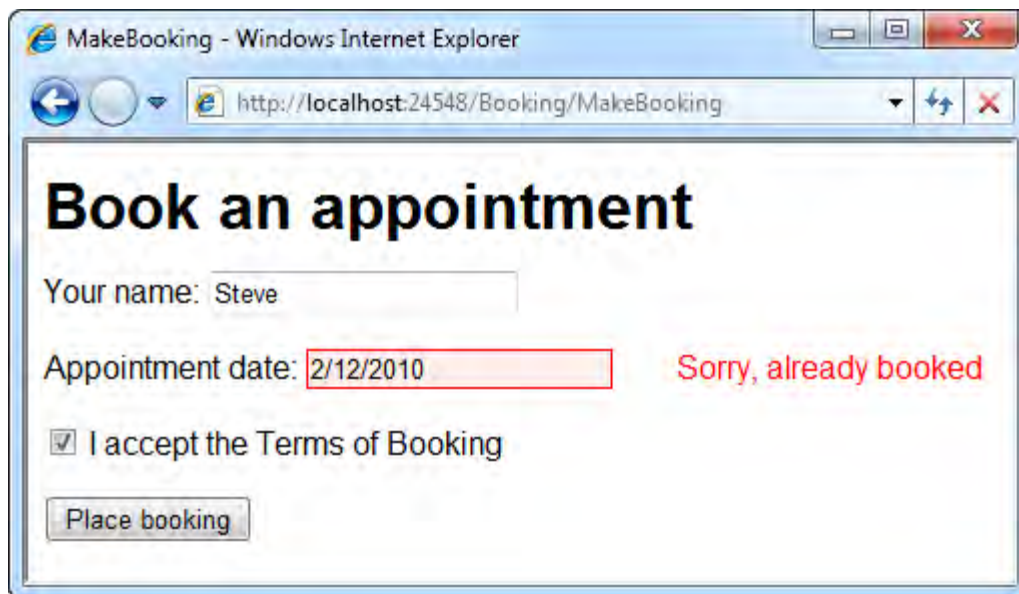 MakeBooking - Windows Internet Explorer
http://localhost:24548/Booking/MakeBooking
Book an appointment
Your name: Steve
Appointment date: 2/12/2010 Sorry, already booked
I accept the Terms of Booking
Place booking